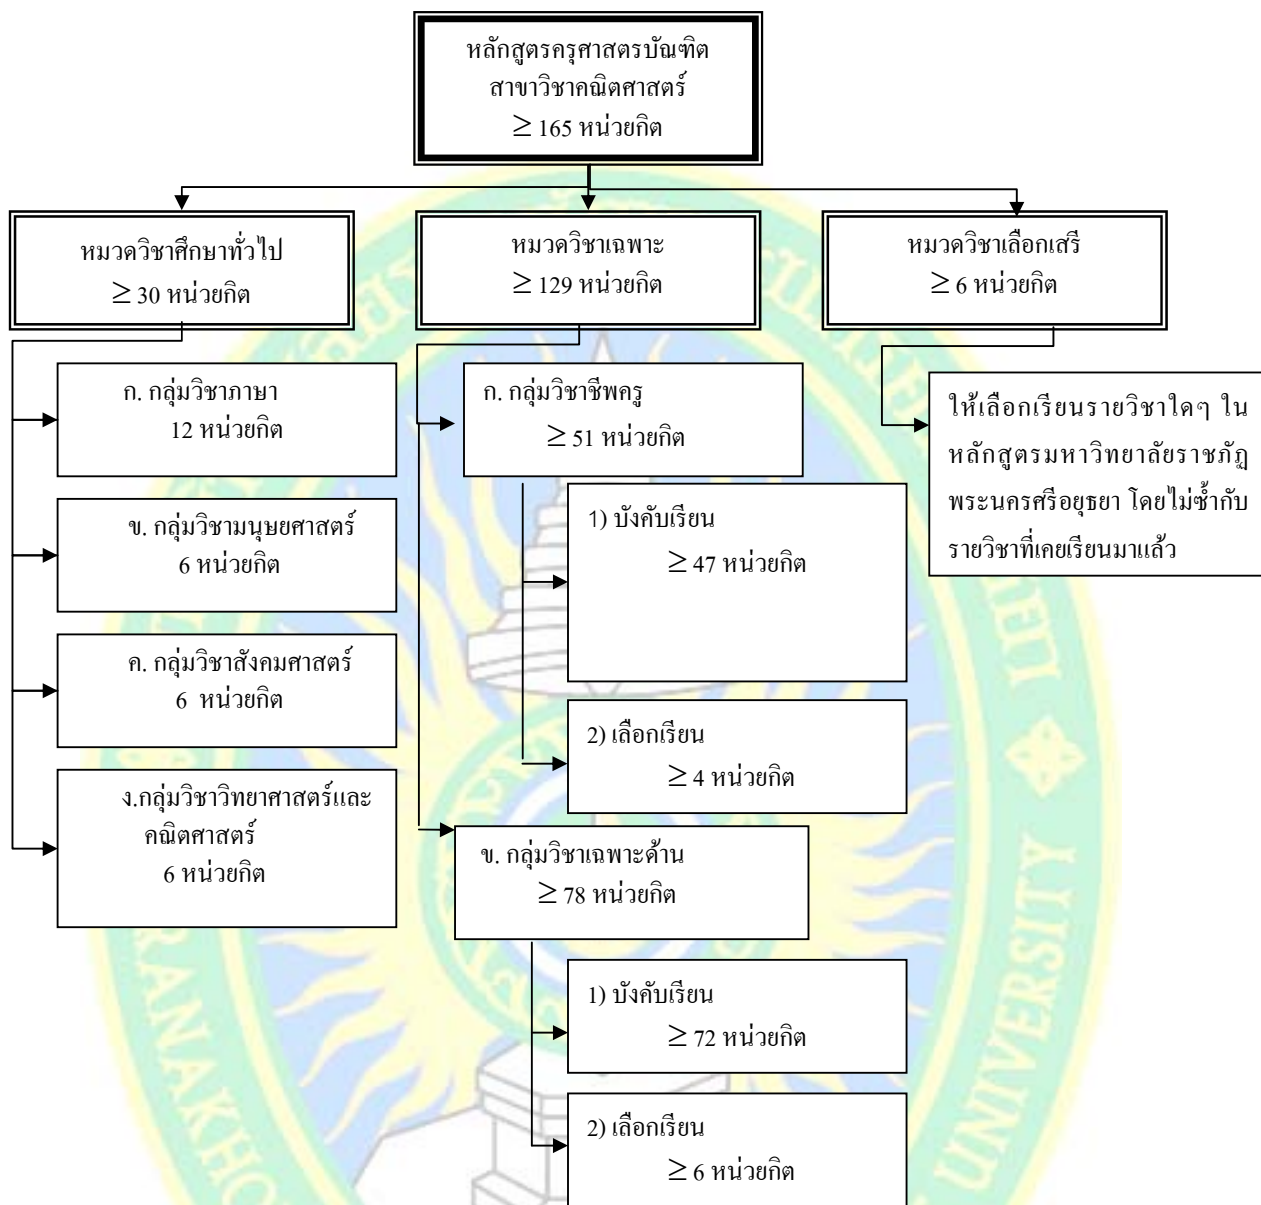 หลักสูตรครุศาสตรบัณฑิต
สาขาวิชาคณิตศาสตร์
≥ 165 หน่วยกิต
หมวดวิชาศึกษาทั่วไป
≥ 30 หน่วยกิต
ก. กลุ่มวิชาภาษา
12 หน่วยกิต
ข. กลุ่มวิชามนุษยศาสตร์
6 หน่วยกิต
ค. กลุ่มวิชาสังคมศาสตร์
6 หน่วยกิต
ง.กลุ่มวิชาวิทยาศาสตร์และ
คณิตศาสตร์
6 หน่วยกิต
หมวดวิชาเฉพาะ
≥ 129 หน่วยกิต
ก. กลุ่มวิชาชีพครู
≥ 51 หน่วยกิต
1) บังคับเรียน
≥ 47 หน่วยกิต
2) เลือกเรียน
≥ 4 หน่วยกิต
ข. กลุ่มวิชาเฉพาะด้าน
≥ 78 หน่วยกิต
1) บังคับเรียน
≥ 72 หน่วยกิต
2) เลือกเรียน
≥ 6 หน่วยกิต
หมวดวิชาเลือกเสรี
≥ 6 หน่วยกิต
ให้เลือกเรียนรายวิชาใดๆ ใน
หลักสูตรมหาวิทยาลัยราชภัฏ
พระนครศรีอยุธยา โดยไม่ซ้ำกับ
รายวิชาที่เคยเรียนมาแล้ว
UNIVERSITY